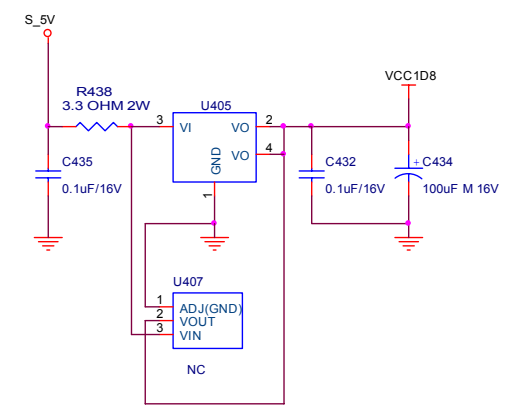 S_5V
R438
3.3 OHM 2W
U405
VCC1D8
3
VI
VO
2
VO
4
GND
1
C435
0.1uF/16V
C432
0.1uF/16V
+
C434
100uF M 16V
U407
1
ADJ(GND)
2
VOUT
3
VIN
NC